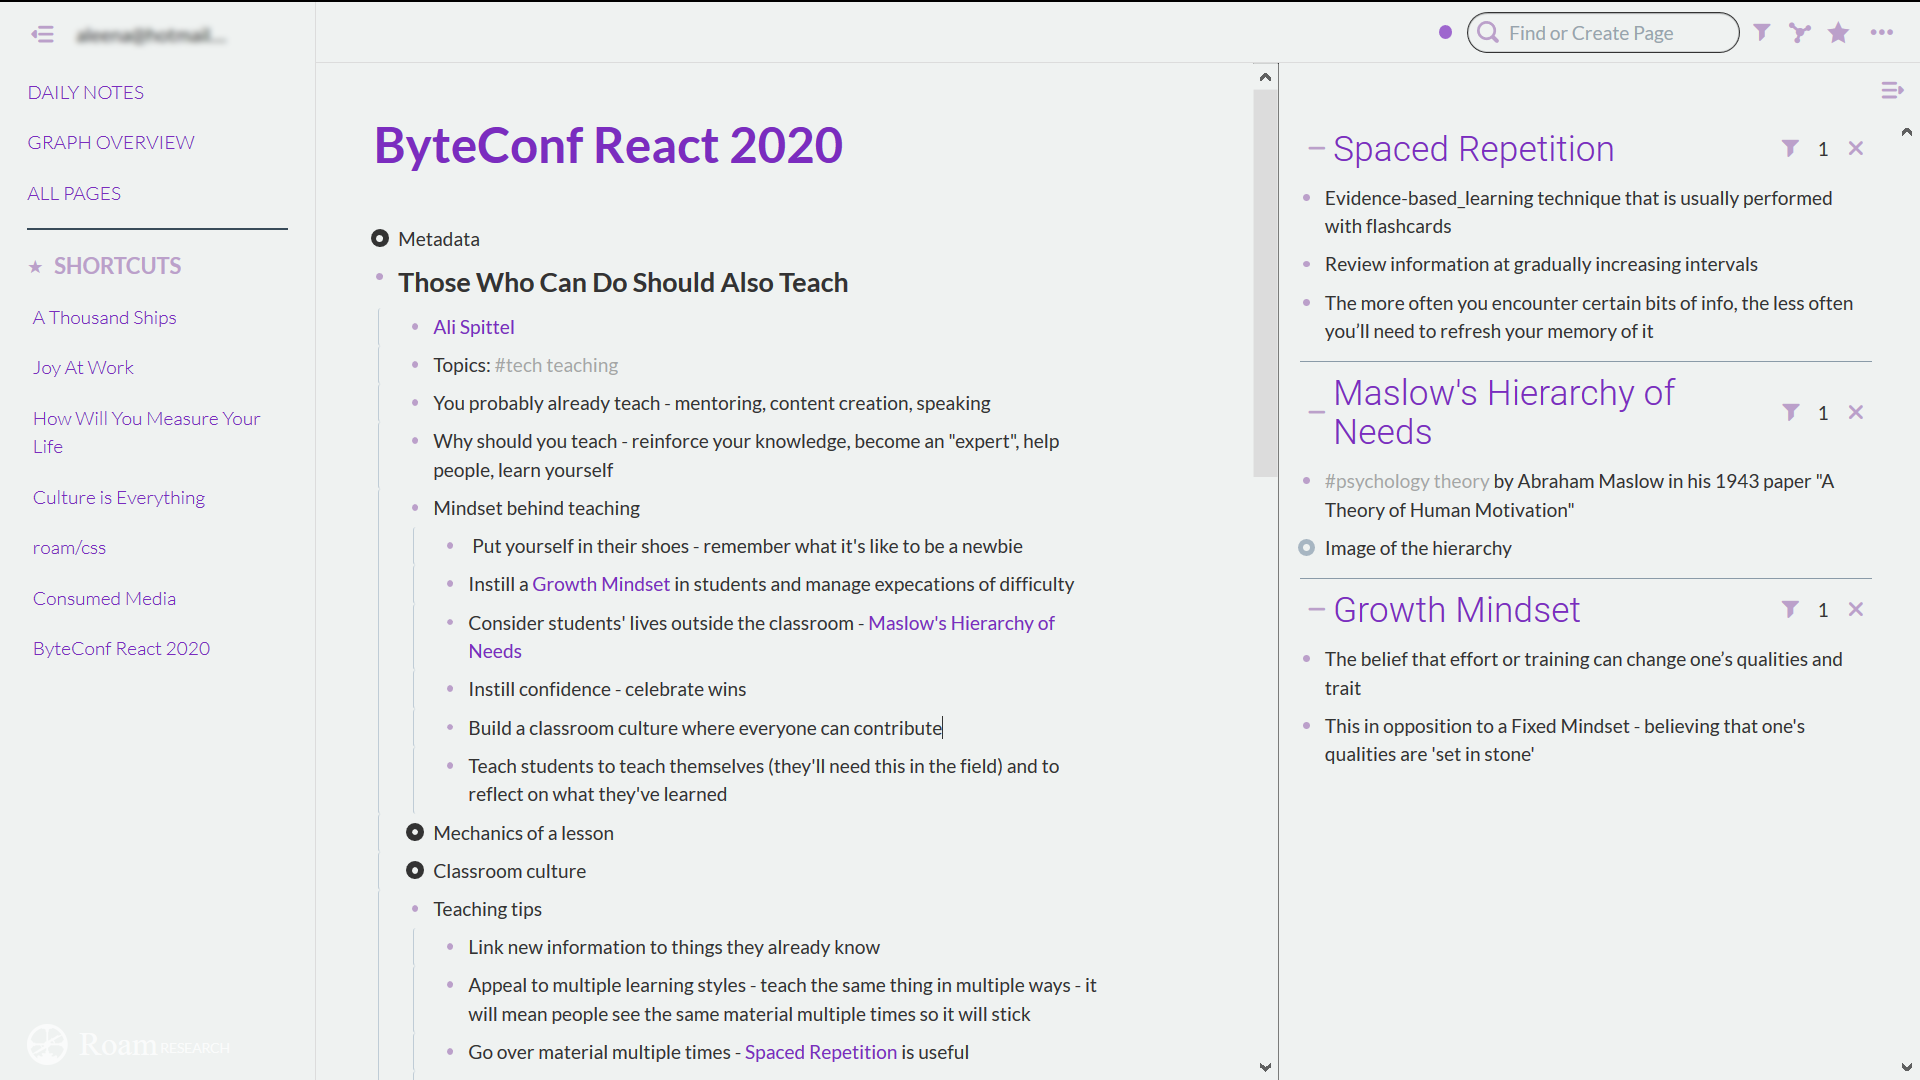 DAILY NOTES
GRAPH OVERVIEW
ALL PAGES
SHORTCUTS
A Thousand Ships
Joy At Work
How Will You Measure Your
Life
Culture is Everything
roam/css
Consumed Media
ByteConf React 2020
Roam RESEARCH
Find or Create Page
ByteConf React 2020
Metadata
Those Who Can Do Should Also Teach
Ali Spittel
Topics: #tech teaching
You probably already teach - mentoring, content creation, speaking
Why should you teach - reinforce your knowledge, become an "expert", help
people, learn yourself
Mindset behind teaching
Put yourself in their shoes - remember what it's like to be a newbie
Instill a Growth Mindset in students and manage expecations of difficulty
Consider students' lives outside the classroom - Maslow's Hierarchy of
Needs
Instill confidence - celebrate wins
Build a classroom culture where everyone can contribute
Teach students to teach themselves (they'll need this in the field) and to
reflect on what they've learned
Mechanics of a lesson
Classroom culture
Teaching tips
Link new information to things they already know
Appeal to multiple learning styles - teach the same thing in multiple ways - it
will mean people see the same material multiple times so it will stick
Go over material multiple times - Spaced Repetition is useful
Spaced Repetition 1
Evidence-based_learning technique that is usually performed
with flashcards
Review information at gradually increasing intervals
The more often you encounter certain bits of info, the less often
you’ll need to refresh your memory of it
Maslow's Hierarchy of
Needs 1
#psychology theory by Abraham Maslow in his 1943 paper "A
Theory of Human Motivation"
Image of the hierarchy
Growth Mindset 1
The belief that effort or training can change one’s qualities and
trait
This in opposition to a Fixed Mindset - believing that one's
qualities are 'set in stone'